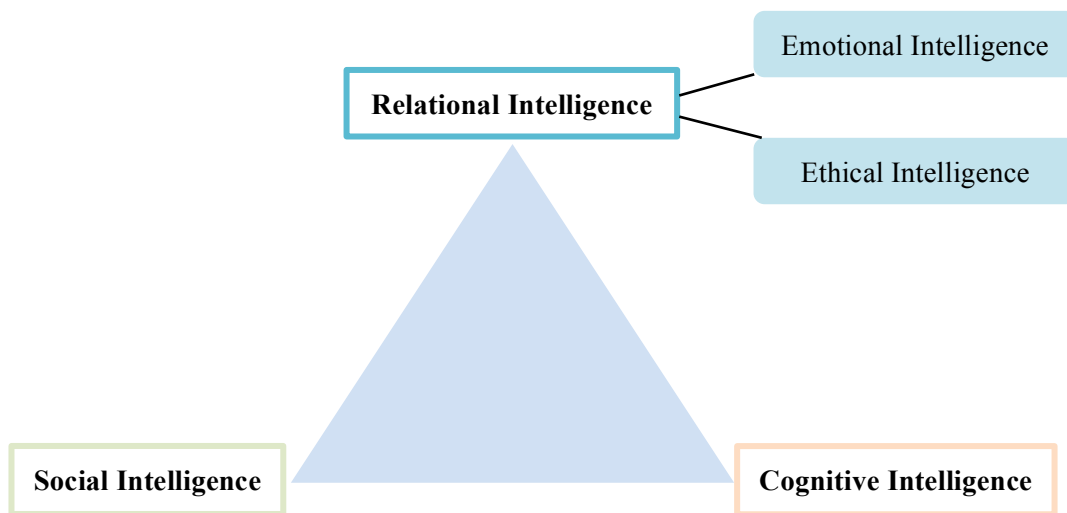 Emotional Intelligence
Relational Intelligence
Ethical Intelligence
Social Intelligence
Cognitive Intelligence